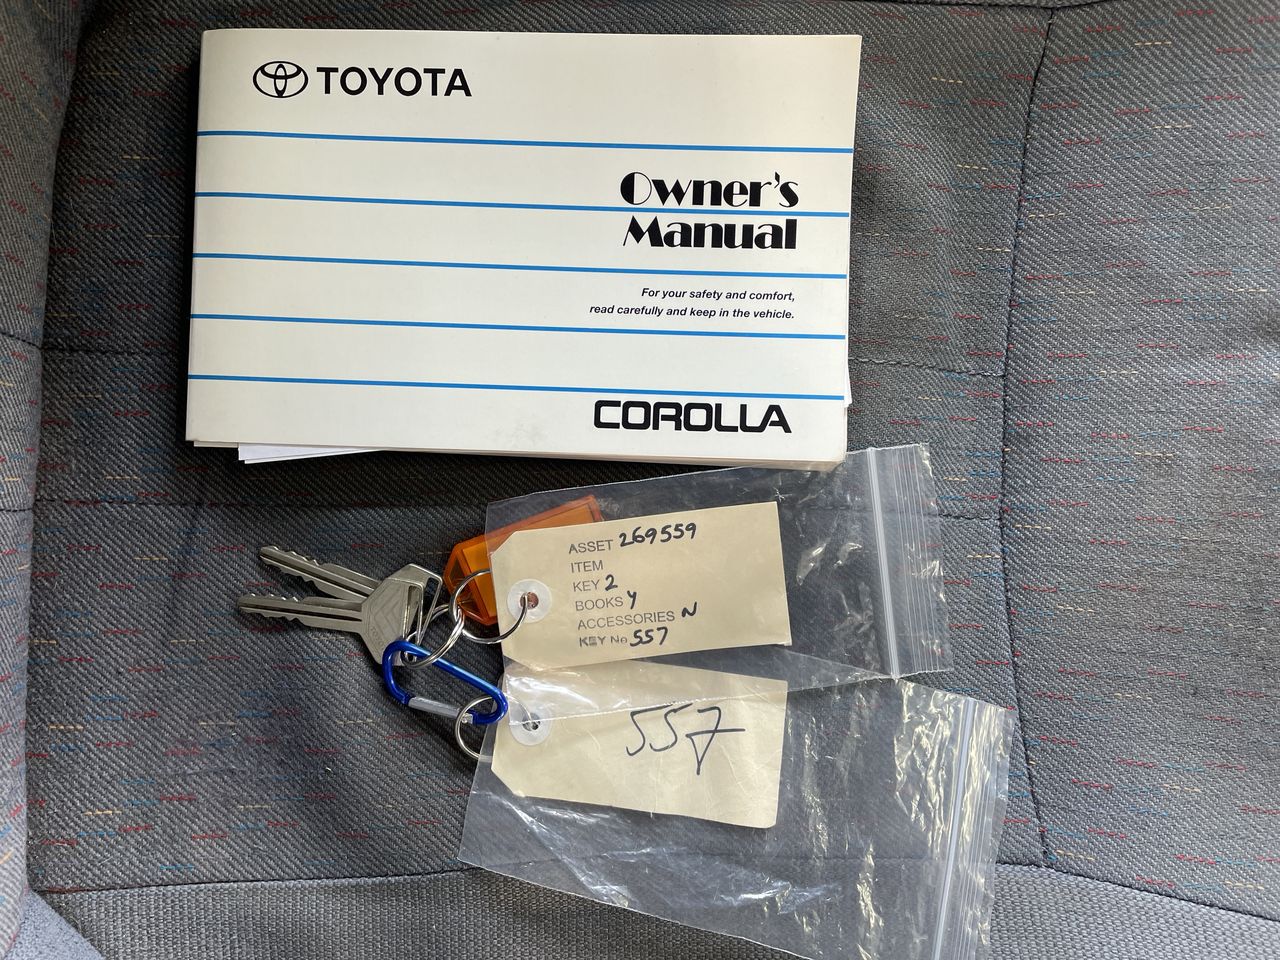 TOYOTA
Owner's
Manual
For your safety and comfort,
read carefully and keep in the vehicle.
COROLLA
ASSET 269559
ITEM
KEY 2
BOOKS Y
ACCESSORIES N
KEY No 557
557